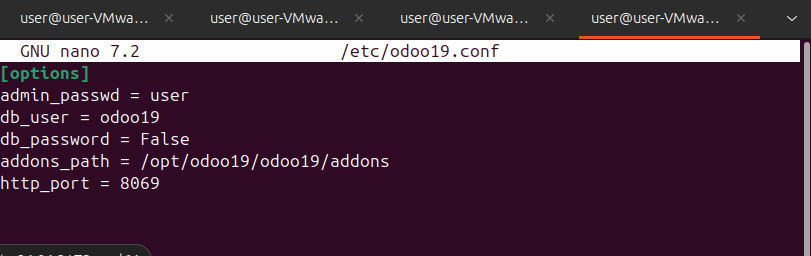 user@user-VMwa...
user@user-VMwa...
user@user-VMwa...
user@user-VMwa...
GNU nano 7.2 /etc/odoo19.conf
[options]
admin_passwd = user
db_user = odoo19
db_password = False
addons_path = /opt/odoo19/odoo19/addons
http_port = 8069